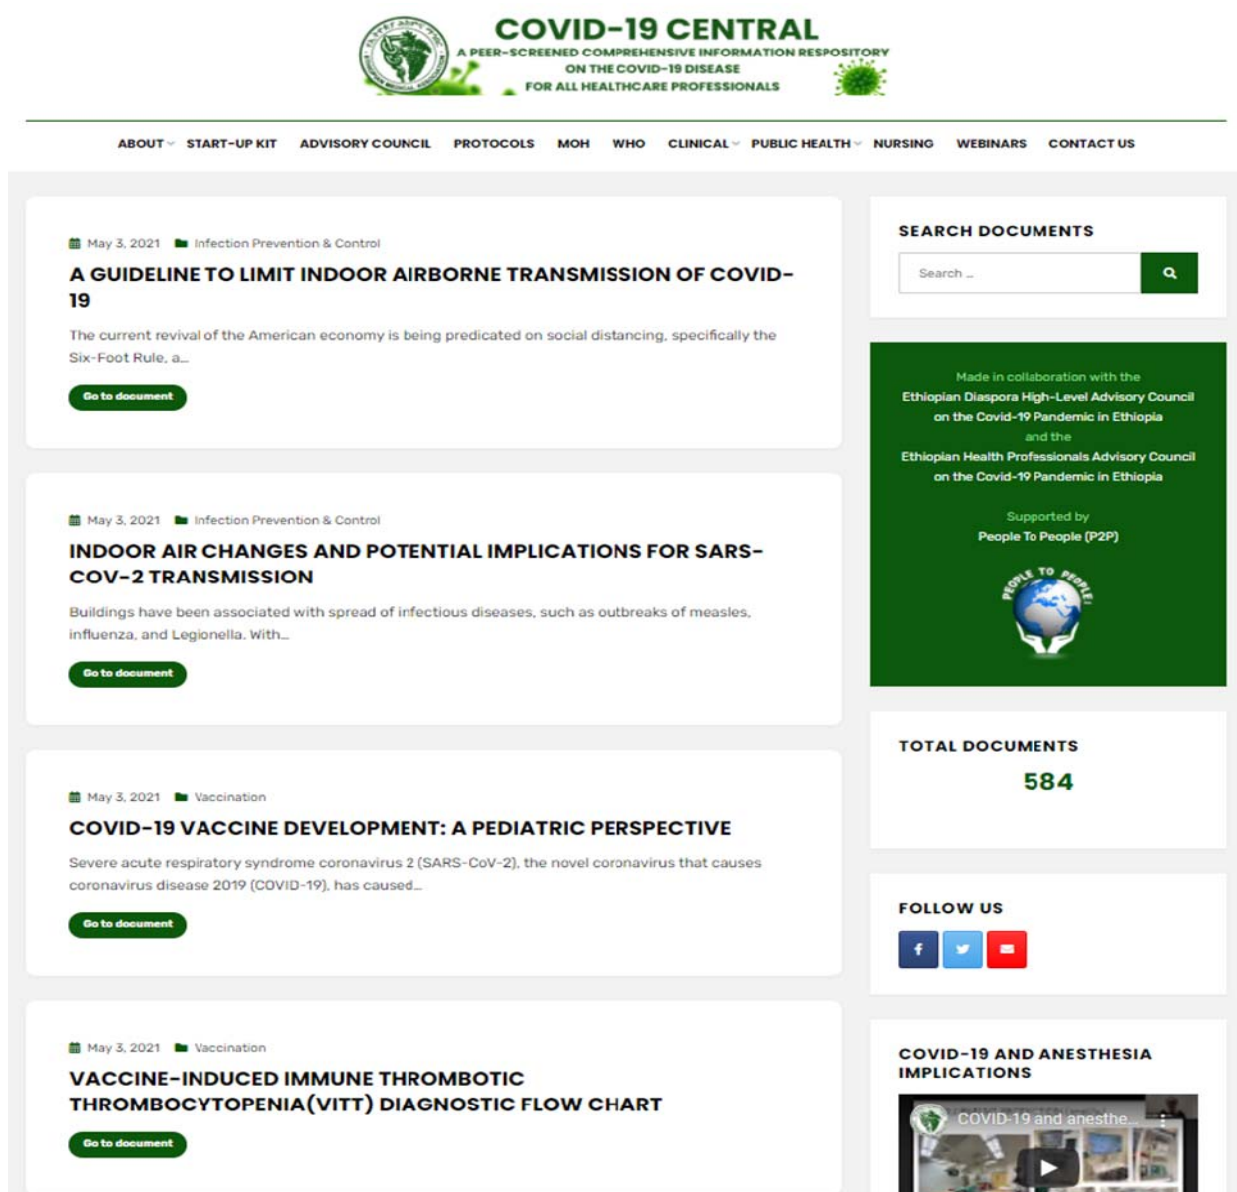 COVID-19 CENTRAL
A PEER-SCREENED COMPREHENSIVE INFORMATION RESPOSITORY
ON THE COVID-19 DISEASE
FOR ALL HEALTHCARE PROFESSIONALS
ABOUT START-UP KIT ADVISORY COUNCIL PROTOCOLS MOH WHO CLINICAL PUBLIC HEALTH NURSING WEBINARS CONTACT US
May 3, 2021 Infection Prevention & Control
A GUIDELINE TO LIMIT INDOOR AIRBORNE TRANSMISSION OF COVID-
19
The current revival of the American economy is being predicated on social distancing, specifically the
Six-Foot Rule, a...
Go to document
May 3, 2021 Infection Prevention & Control
INDOOR AIR CHANGES AND POTENTIAL IMPLICATIONS FOR SARS-
COV-2 TRANSMISSION
Buildings have been associated with spread of infectious diseases, such as outbreaks of measles,
influenza, and Legionella. With...
Go to document
May 3, 2021 Vaccination
COVID-19 VACCINE DEVELOPMENT: A PEDIATRIC PERSPECTIVE
Severe acute respiratory syndrome coronavirus 2 (SARS-CoV-2), the novel coronavirus that causes
coronavirus disease 2019 (COVID-19), has caused...
Go to document
May 3, 2021 Vaccination
VACCINE-INDUCED IMMUNE THROMBOTIC
THROMBOCYTOPENIA(VITT) DIAGNOSTIC FLOW CHART
Go to document
SEARCH DOCUMENTS
Search ...
Made in collaboration with the
Ethiopian Diaspora High-Level Advisory Council
on the Covid-19 Pandemic in Ethiopia
and the
Ethiopian Health Professionals Advisory Council
on the Covid-19 Pandemic in Ethiopia
Supported by
People To People (P2P)
PEOPLE TO PEOPLE
TOTAL DOCUMENTS
584
FOLLOW US
COVID-19 AND ANESTHESIA
IMPLICATIONS
COVID-19 and anesthe...